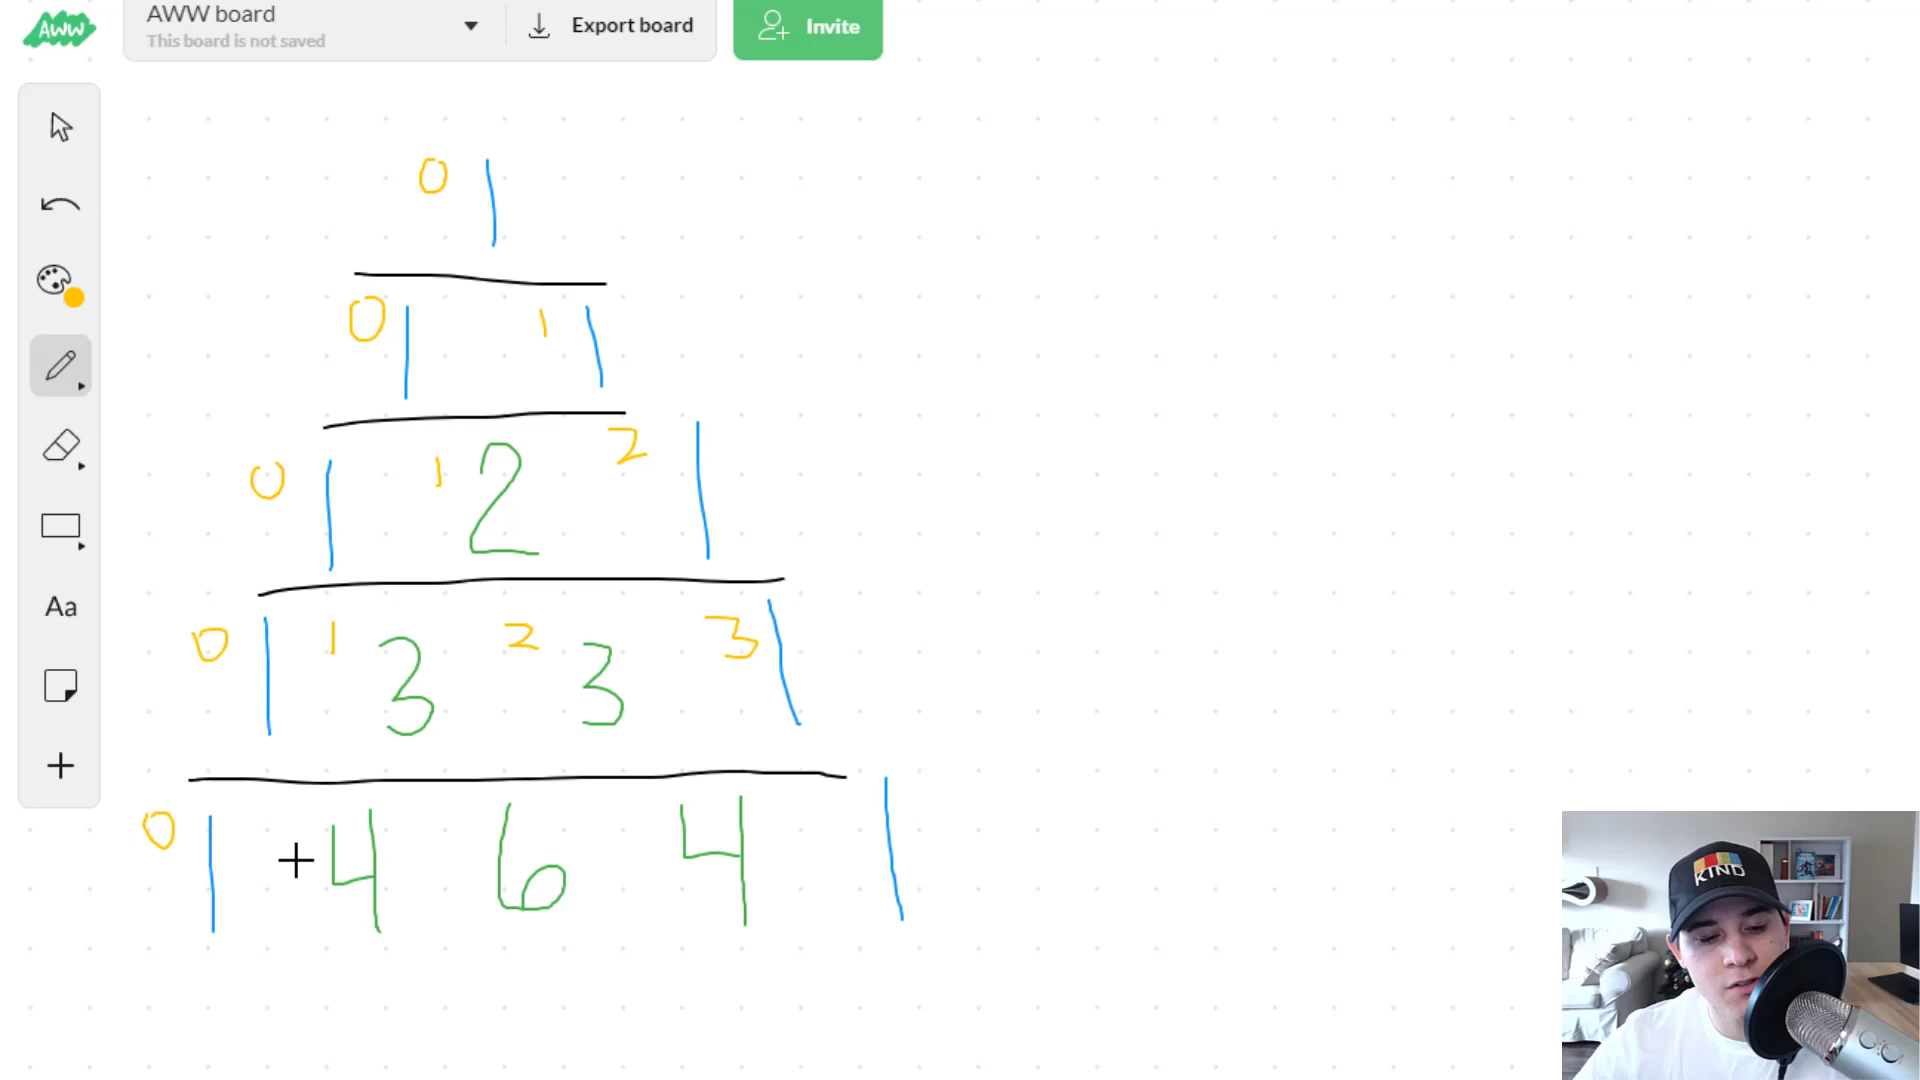 AWW
AWW board
This board is not saved
Export board
Invite
Aa
0 1
0 1 1 1
0 1 1 2 2 1
0 1 1 3 2 3 3 1
0 1 4 6 4 1
KIND